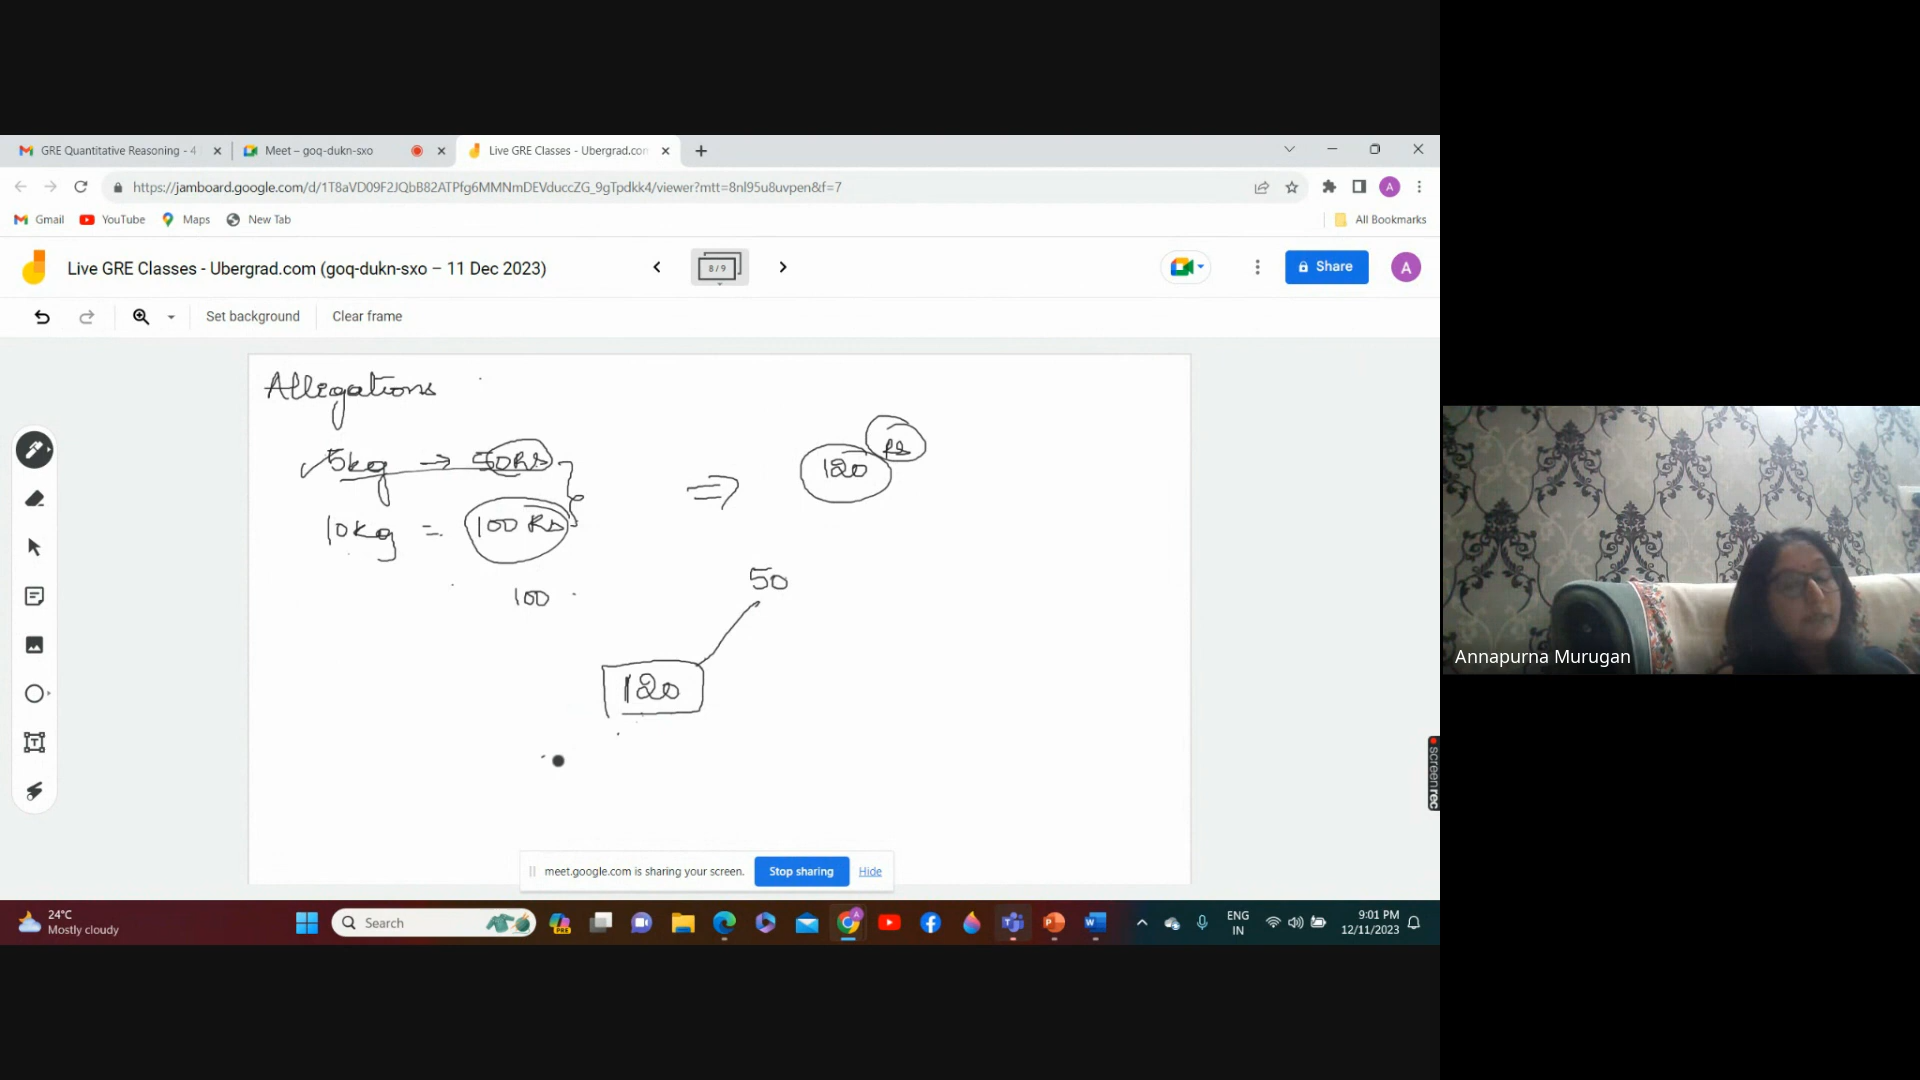 GRE Quantitative Reasoning - 4
Meet – goq-dukn-sxo
Live GRE Classes - Ubergrad.con
https://jamboard.google.com/d/1T8aVD09F2JQbB82ATPfg6MMNmDEVduccZG_9gTpdkk4/viewer?mtt=8nl95u8uvpen&f=7
A
Gmail YouTube Maps New Tab All Bookmarks
Live GRE Classes - Ubergrad.com (goq-dukn-sxo – 11 Dec 2023)
8/9
Share
A
Set background Clear frame
Allegations
5kg → 50Rs
⇒ 120 Rs
10kg = 100 Rs
100
50
120
Annapurna Murugan
screenrec
meet.google.com is sharing your screen. Stop sharing Hide
24°C
Mostly cloudy
Search
PRE
ENG
IN
9:01 PM
12/11/2023